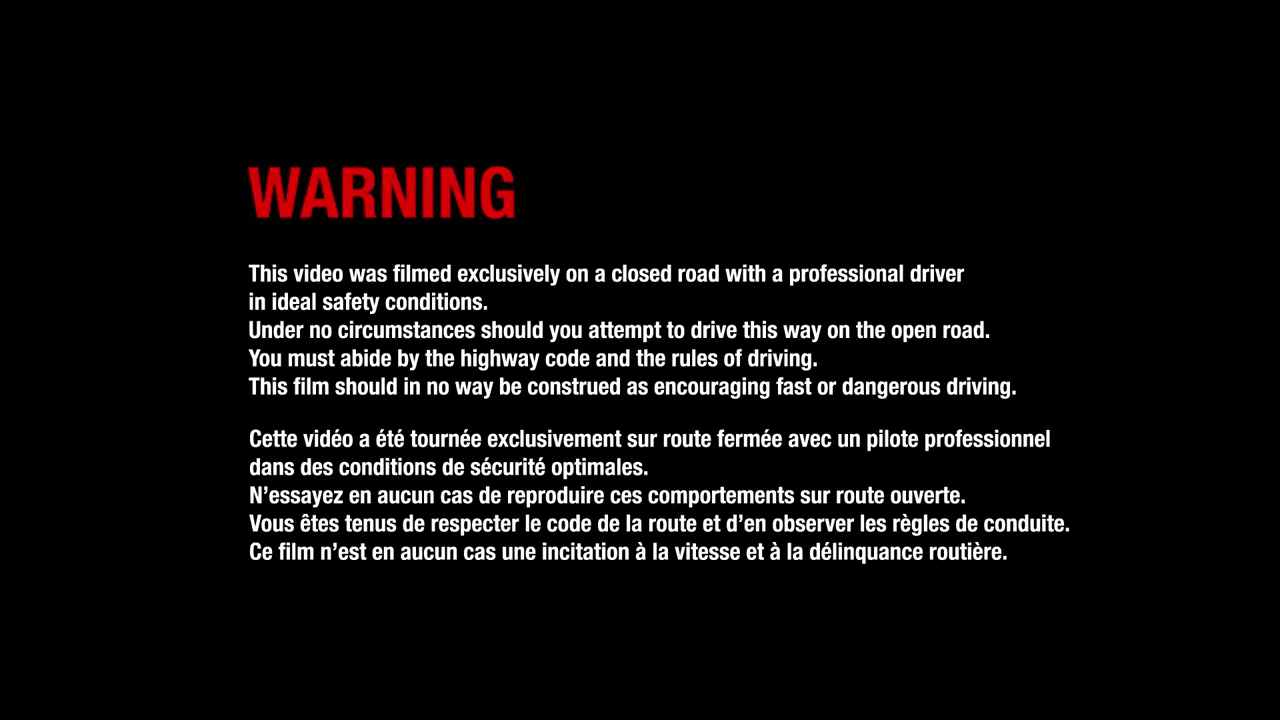 WARNING
This video was filmed exclusively on a closed road with a professional driver
in ideal safety conditions.
Under no circumstances should you attempt to drive this way on the open road.
You must abide by the highway code and the rules of driving.
This film should in no way be construed as encouraging fast or dangerous driving.
Cette vidéo a été tournée exclusivement sur route fermée avec un pilote professionnel
dans des conditions de sécurité optimales.
N’essayez en aucun cas de reproduire ces comportements sur route ouverte.
Vous êtes tenus de respecter le code de la route et d’en observer les règles de conduite.
Ce film n’est en aucun cas une incitation à la vitesse et à la délinquance routière.